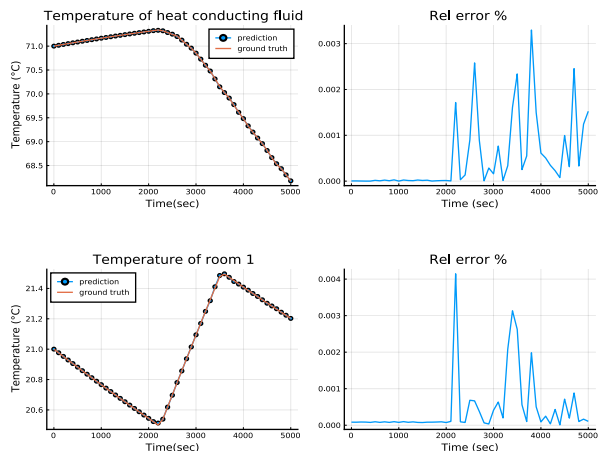 Temperature of heat conducting fluid
Temperature (°C)
71.0
70.5
70.0
69.5
69.0
68.5
prediction
ground truth
0 1000 2000 3000 4000 5000
Time(sec)
Rel error %
0.003
0.002
0.001
0.000
0 1000 2000 3000 4000 5000
Time (sec)
Temperature of room 1
Temperature (°C)
21.4
21.2
21.0
20.8
20.6
prediction
ground truth
0 1000 2000 3000 4000 5000
Time(sec)
Rel error %
0.004
0.003
0.002
0.001
0.000
0 1000 2000 3000 4000 5000
Time (sec)